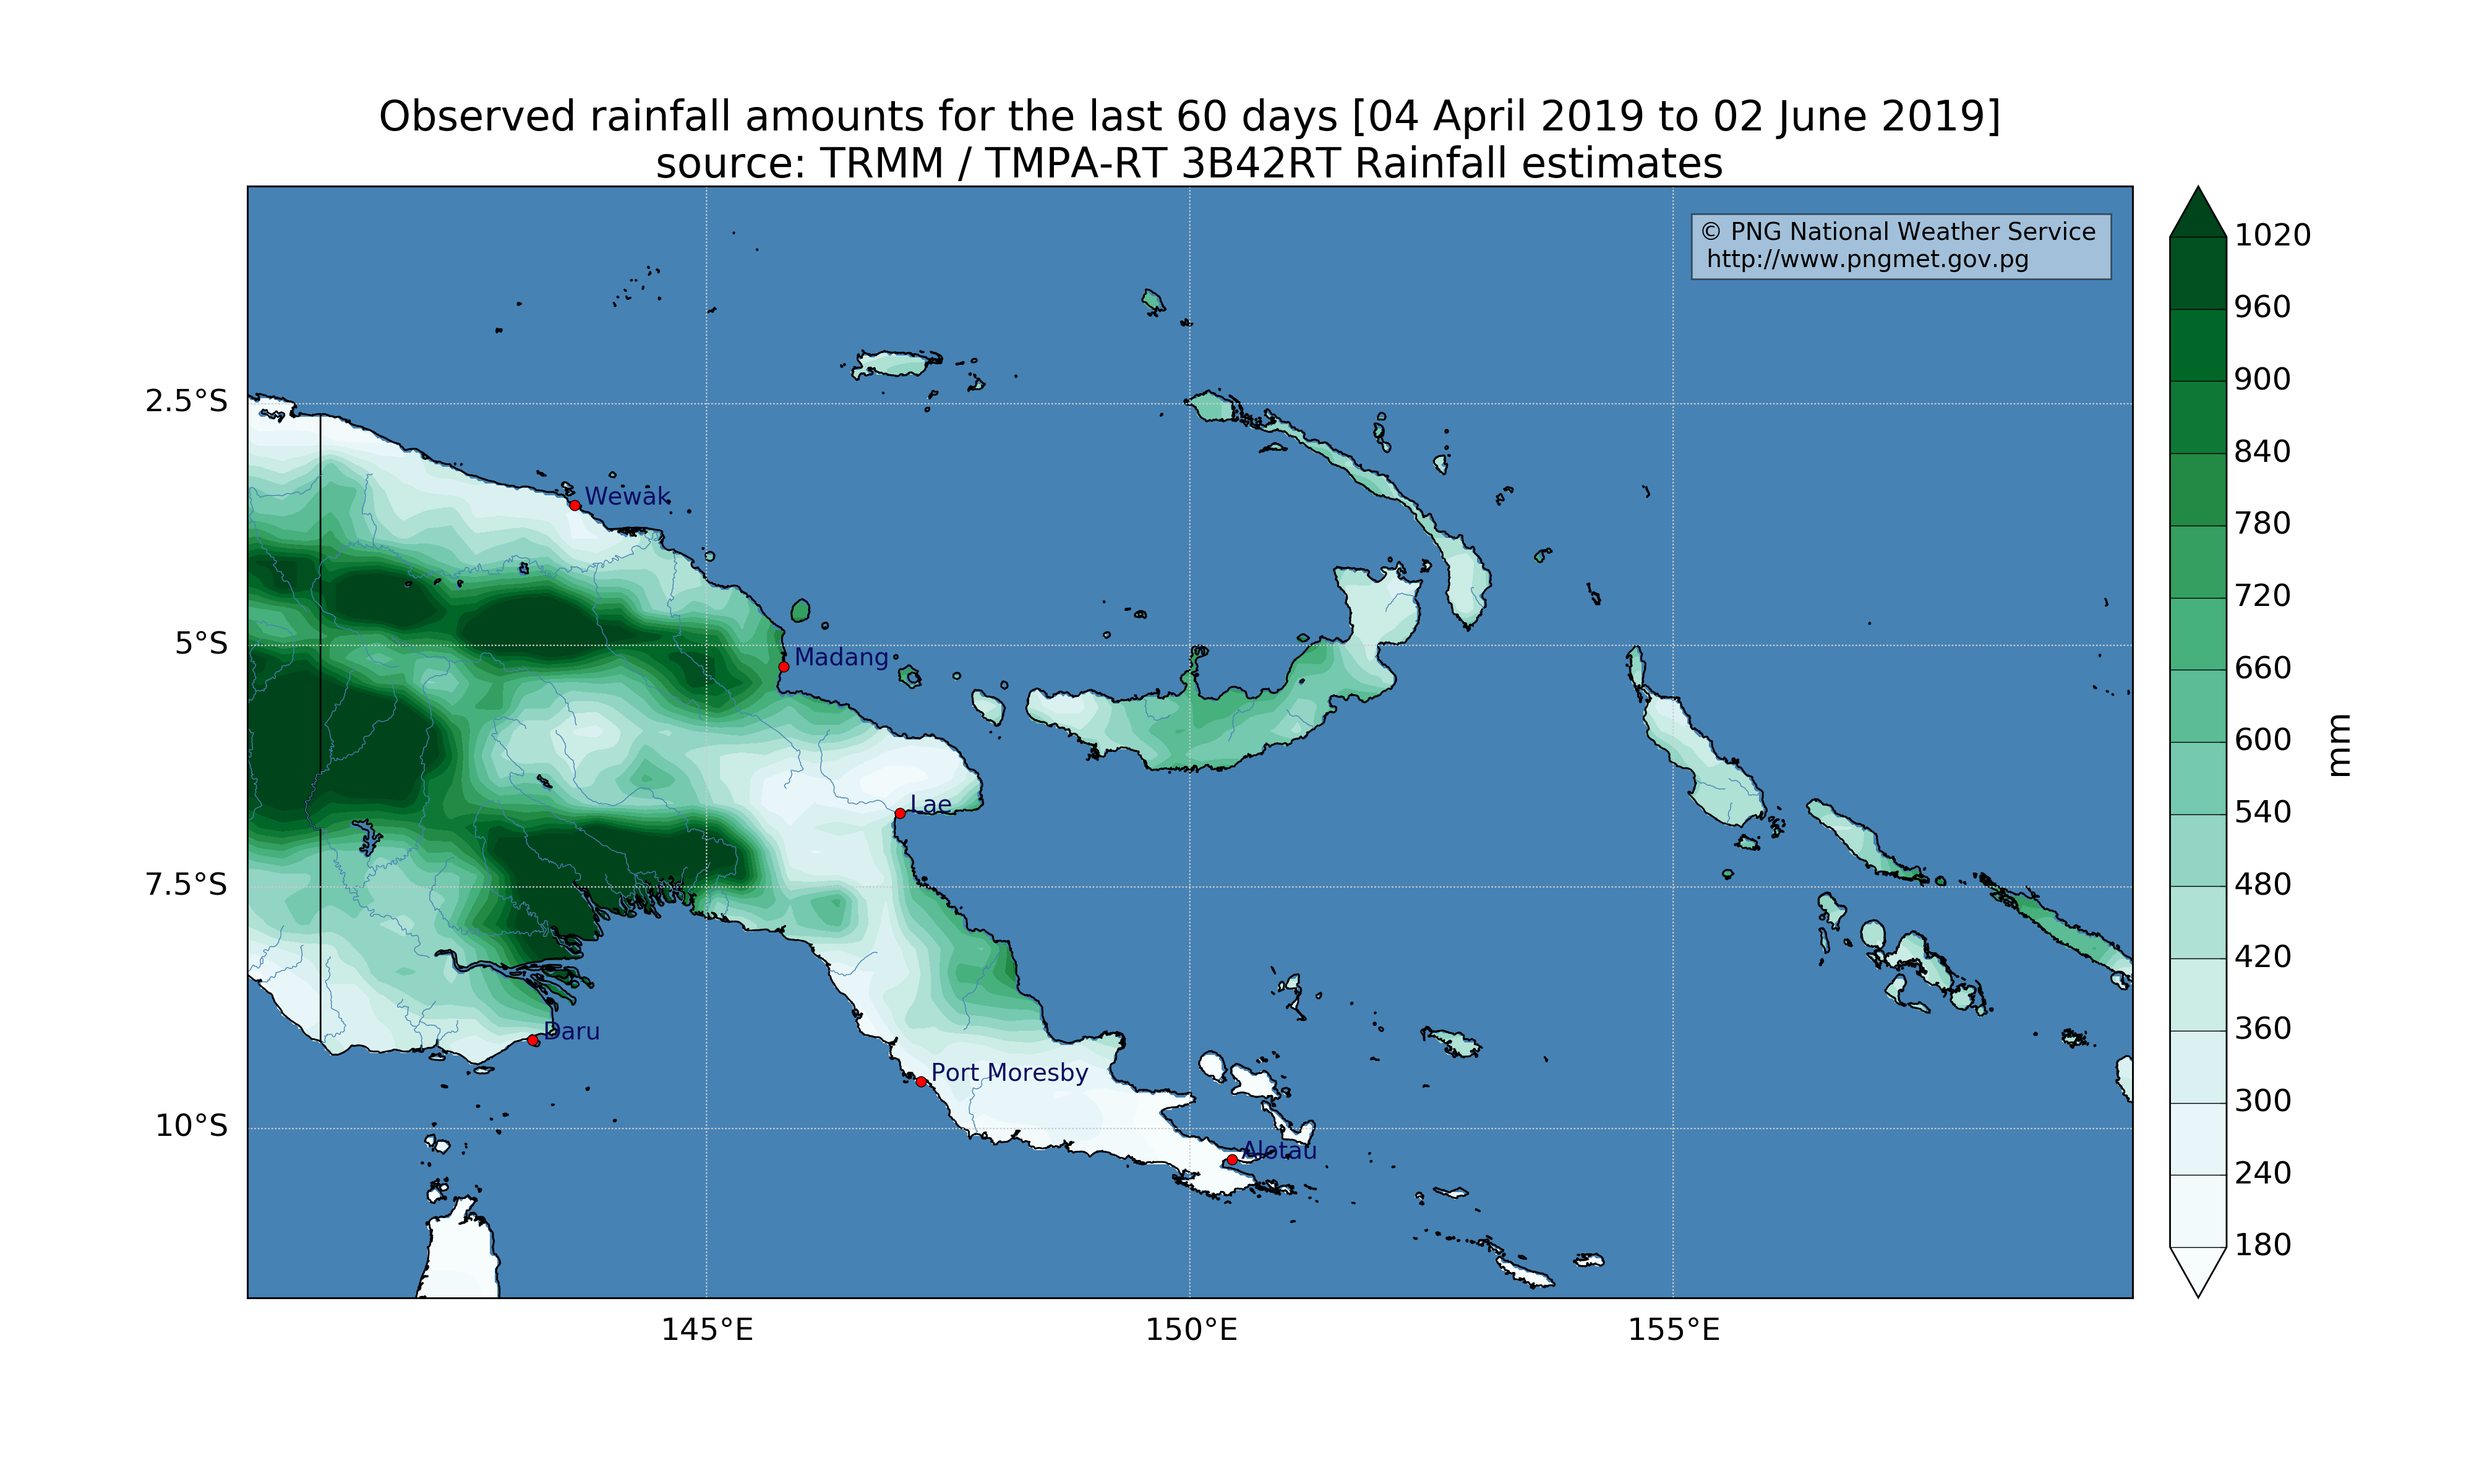 Observed rainfall amounts for the last 60 days [04 April 2019 to 02 June 2019]
source: TRMM / TMPA-RT 3B42RT Rainfall estimates
© PNG National Weather Service
http://www.pngmet.gov.pg
2.5°S
5°S
7.5°S
10°S
Wewak
Madang
Lae
Daru
Port Moresby
Alotau
145°E
150°E
155°E
1020
960
900
840
780
720
660
600
540
480
420
360
300
240
180
mm